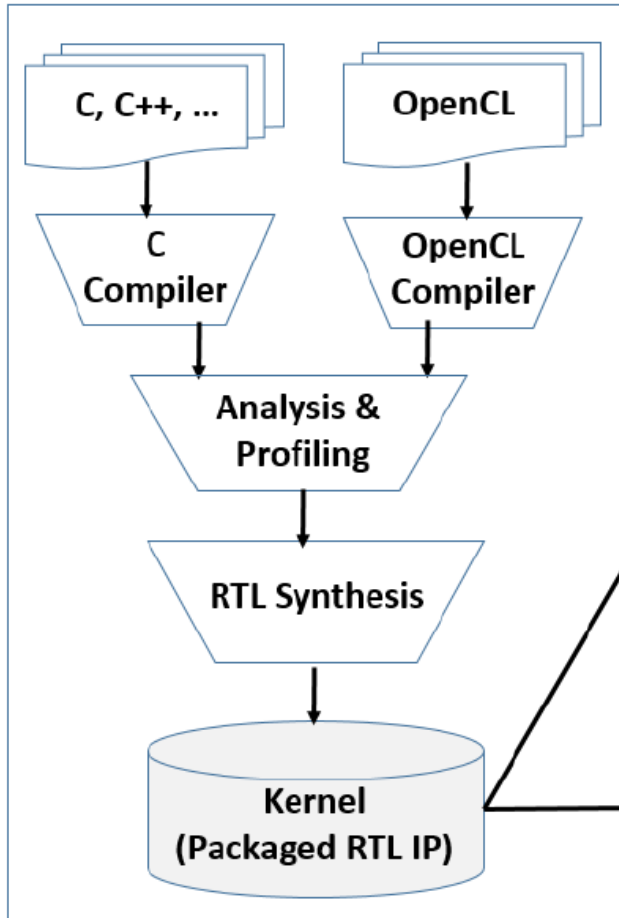 C, C++, ...
OpenCL
C
Compiler
OpenCL
Compiler
Analysis &
Profiling
RTL Synthesis
Kernel
(Packaged RTL IP)